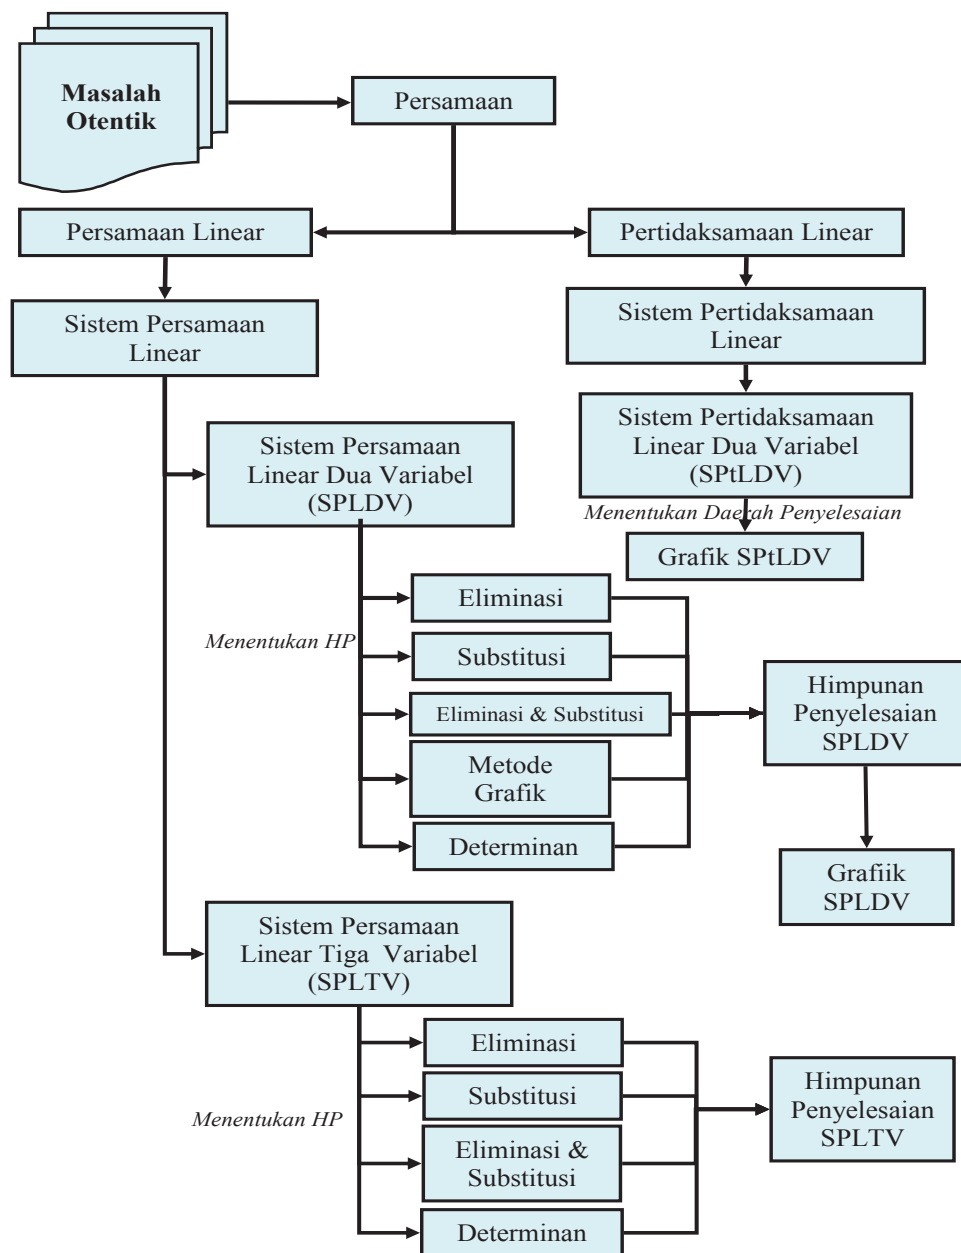 Masalah
Otentik
Persamaan
Persamaan Linear
Pertidaksamaan Linear
Sistem Persamaan
Linear
Sistem Pertidaksamaan
Linear
Sistem Persamaan
Linear Dua Variabel
(SPLDV)
Sistem Pertidaksamaan
Linear Dua Variabel
(SPtLDV)
Menentukan Daerah Penyelesaian
Grafik SPtLDV
Menentukan HP
Eliminasi
Substitusi
Eliminasi & Substitusi
Metode
Grafik
Determinan
Himpunan
Penyelesaian
SPLDV
Grafiik
SPLDV
Sistem Persamaan
Linear Tiga Variabel
(SPLTV)
Menentukan HP
Eliminasi
Substitusi
Eliminasi &
Substitusi
Determinan
Himpunan
Penyelesaian
SPLTV